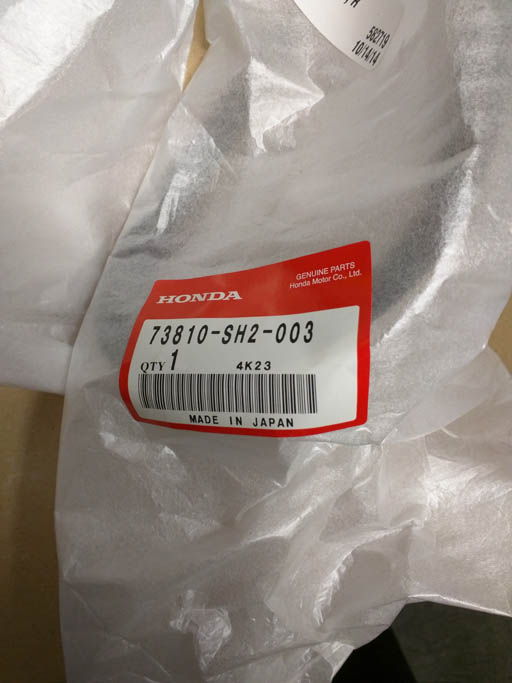 582719
10/14/14
GENUINE PARTS
Honda Motor Co., Ltd.
HONDA
73810-SH2-003
QTY 1 4K23
MADE IN JAPAN